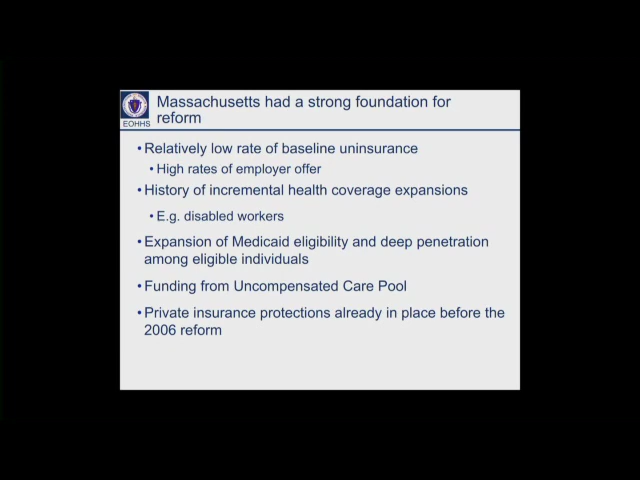 Massachusetts had a strong foundation for
reform
EOHHS
•Relatively low rate of baseline uninsurance
•High rates of employer offer
•History of incremental health coverage expansions
•E.g. disabled workers
•Expansion of Medicaid eligibility and deep penetration
among eligible individuals
•Funding from Uncompensated Care Pool
•Private insurance protections already in place before the
2006 reform